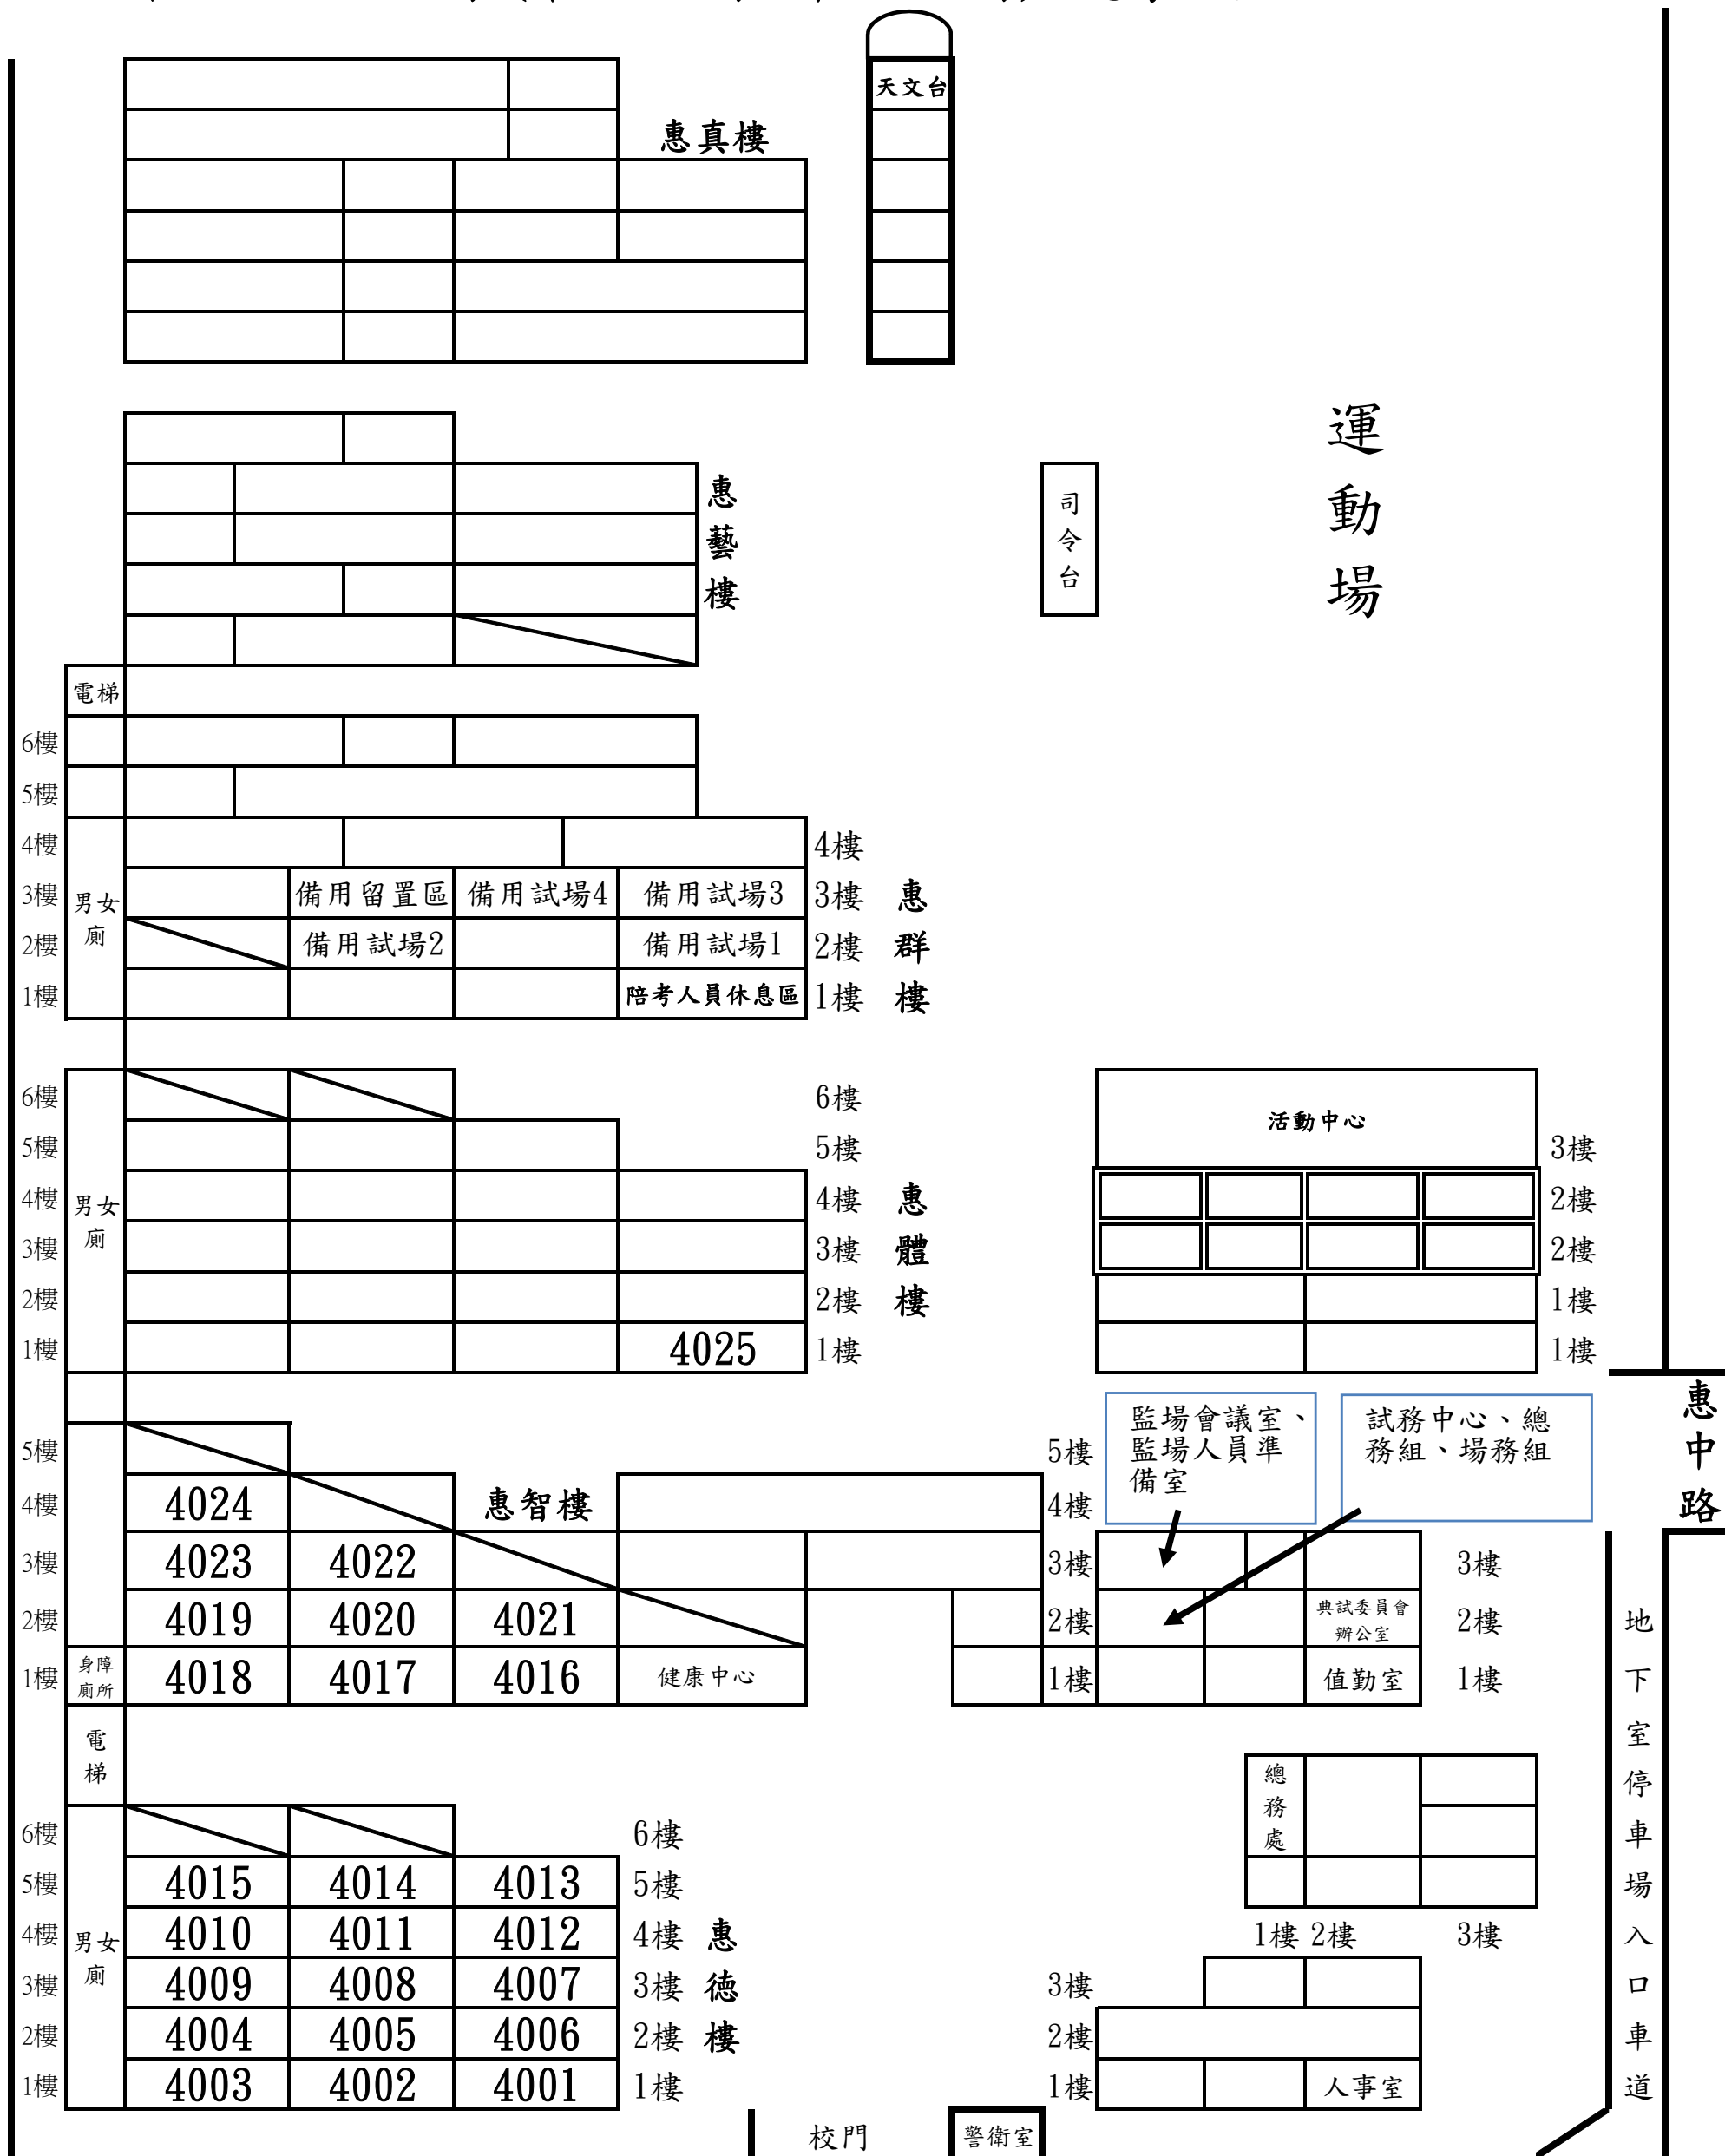 天文台
惠真樓
運動場
惠藝樓
司令台
電梯
6樓
5樓
4樓 4樓
3樓 男女廁 備用留置區 備用試場4 備用試場3 3樓
2樓 備用試場2 備用試場1 2樓
1樓 陪考人員休息區 1樓
惠群樓
6樓 6樓
5樓 5樓
4樓 男女廁 4樓
3樓 3樓
2樓 2樓
1樓 4025 1樓
惠體樓
活動中心
3樓
2樓
2樓
1樓
1樓
惠中路
監場會議室、
監場人員準
備室
試務中心、總
務組、場務組
5樓 5樓
4樓 4024 惠智樓 4樓
3樓 4023 4022 3樓 3樓
2樓 4019 4020 4021 2樓 典試委員會辦公室 2樓
1樓 身障廁所 4018 4017 4016 健康中心 1樓 值勤室 1樓
電梯
總務處
1樓 2樓 3樓
6樓 6樓
5樓 4015 4014 4013 5樓
4樓 男女廁 4010 4011 4012 4樓
3樓 4009 4008 4007 3樓 3樓
2樓 4004 4005 4006 2樓 2樓
1樓 4003 4002 4001 1樓 1樓 人事室
惠德樓
地下室停車場入口車道
校門
警衛室